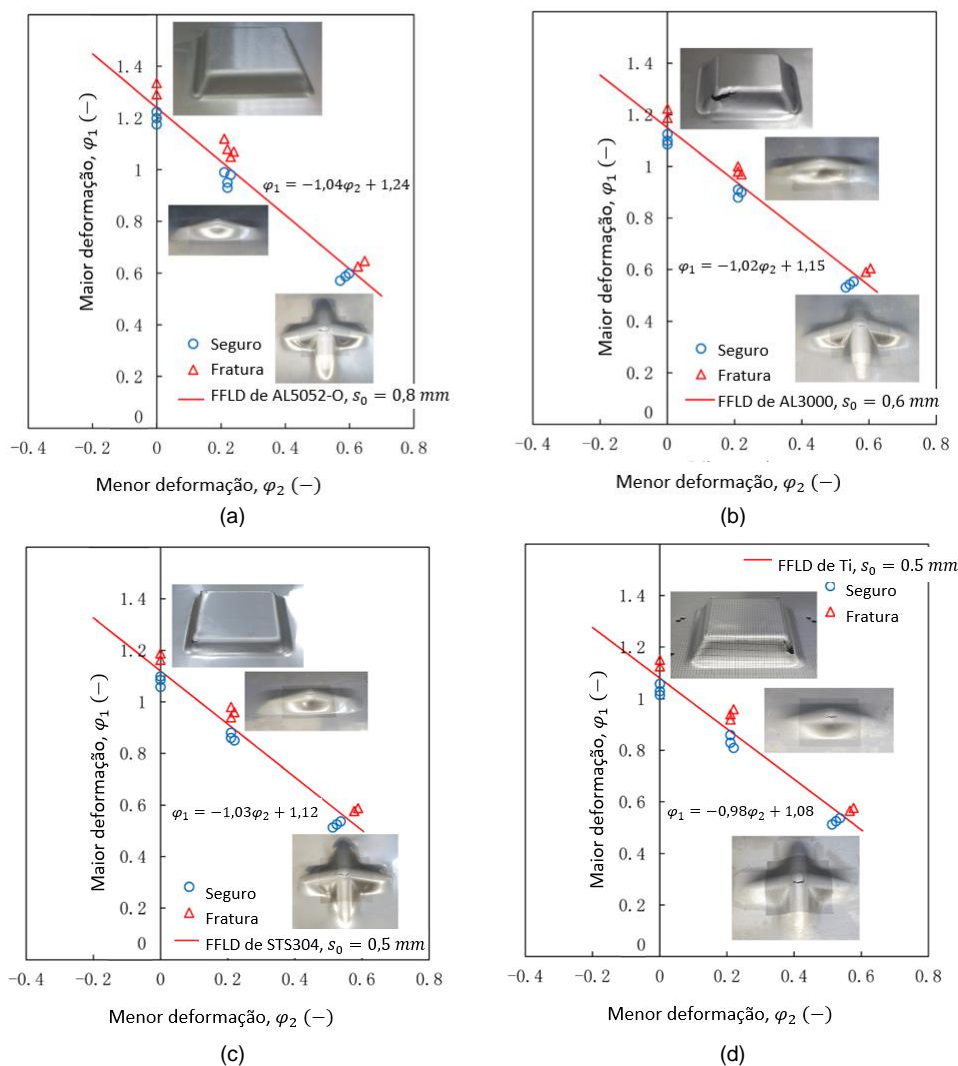 1.4
1.2
1
0.8
0.6
0.4
0.2
0
Maior deformação, φ₁ (−)
φ₁ = −1,04φ₂ + 1,24
Seguro
Fratura
FFLD de AL5052-O, s₀ = 0,8 mm
-0.4 -0.2 0 0.2 0.4 0.6 0.8
Menor deformação, φ₂ (−)
(a)
1.4
1.2
1
0.8
0.6
0.4
0.2
0
Maior deformação, φ₁ (−)
φ₁ = −1,02φ₂ + 1,15
Seguro
Fratura
FFLD de AL3000, s₀ = 0,6 mm
-0.4 -0.2 0 0.2 0.4 0.6 0.8
Menor deformação, φ₂ (−)
(b)
1.4
1.2
1
0.8
0.6
0.4
0.2
0
Maior deformação, φ₁ (−)
φ₁ = −1,03φ₂ + 1,12
Seguro
Fratura
FFLD de STS304, s₀ = 0,5 mm
-0.4 -0.2 0 0.2 0.4 0.6 0.8
Menor deformação, φ₂ (−)
(c)
FFLD de Ti, s₀ = 0.5 mm
Seguro
Fratura
1.4
1.2
1
0.8
0.6
0.4
0.2
0
Maior deformação, φ₁ (−)
φ₁ = −0,98φ₂ + 1,08
-0.4 -0.2 0 0.2 0.4 0.6 0.8
Menor deformação, φ₂ (−)
(d)